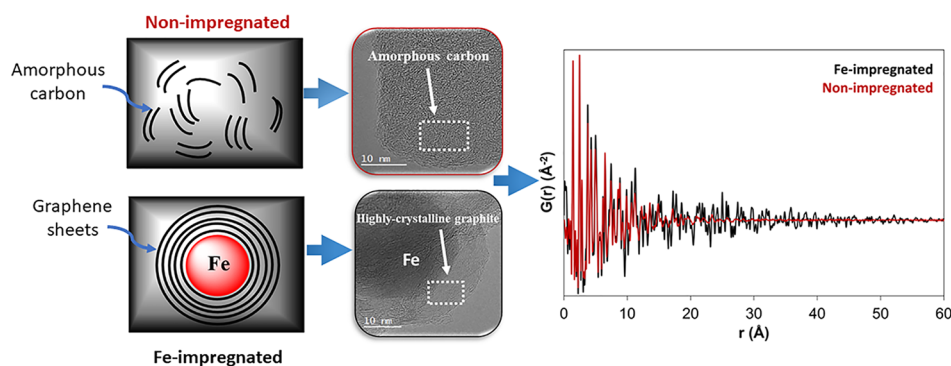 Non-impregnated
Amorphous
carbon
Amorphous carbon
10 nm
Graphene
sheets
Fe
Fe-impregnated
Highly-crystalline graphite
Fe
10 nm
Fe-impregnated
Non-impregnated
G(r) (Å⁻²)
0 10 20 30 40 50 60
r (Å)